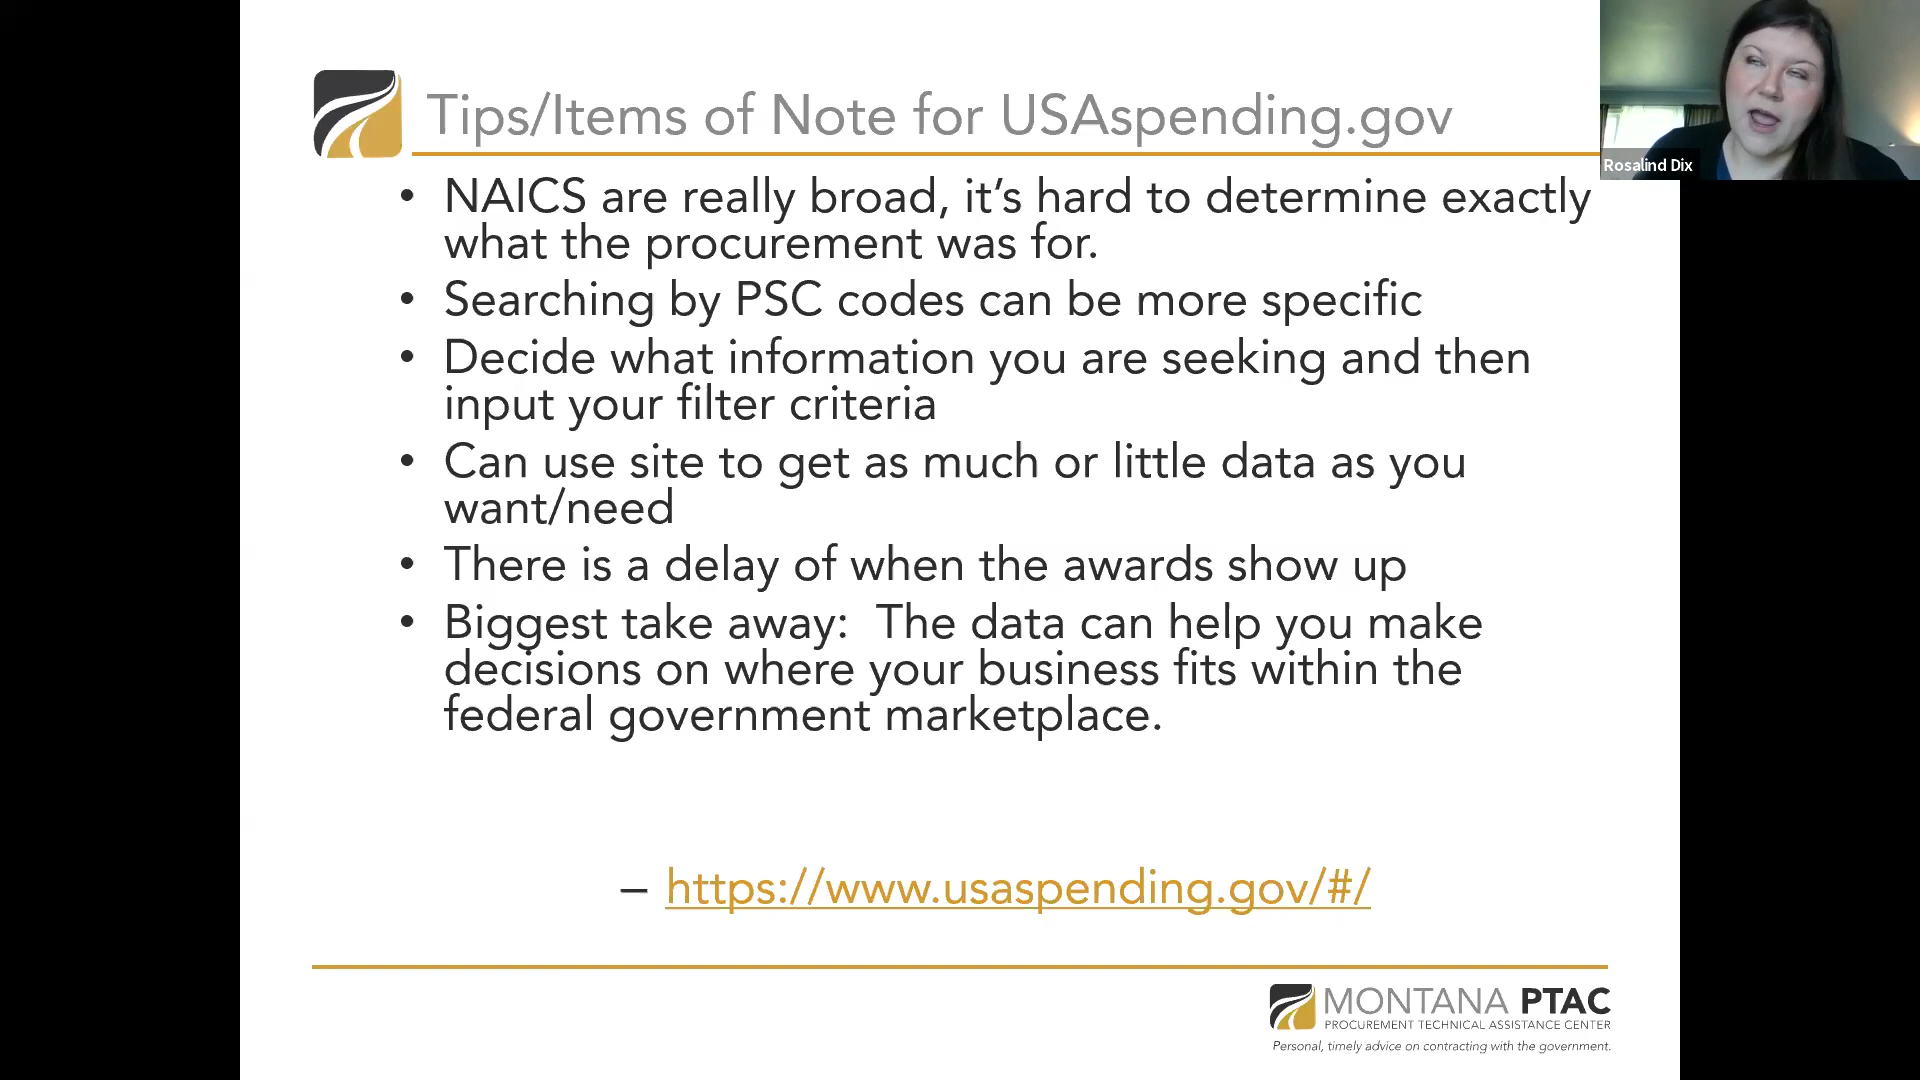 Tips/Items of Note for USAspending.gov
Rosalind Dix
• NAICS are really broad, it’s hard to determine exactly
what the procurement was for.
• Searching by PSC codes can be more specific
• Decide what information you are seeking and then
input your filter criteria
• Can use site to get as much or little data as you
want/need
• There is a delay of when the awards show up
• Biggest take away:  The data can help you make
decisions on where your business fits within the
federal government marketplace.
– https://www.usaspending.gov/#/
MONTANA PTAC
PROCUREMENT TECHNICAL ASSISTANCE CENTER
Personal, timely advice on contracting with the government.